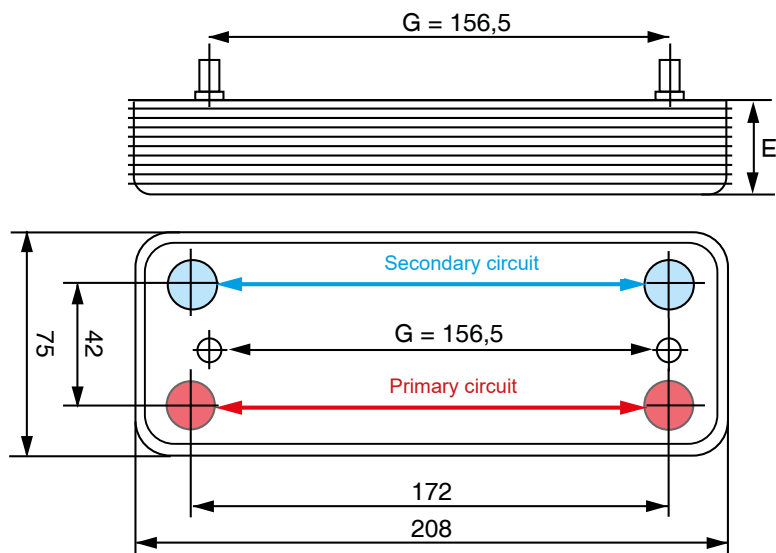 G = 156,5
E
Secondary circuit
G = 156,5
Primary circuit
75
42
172
208